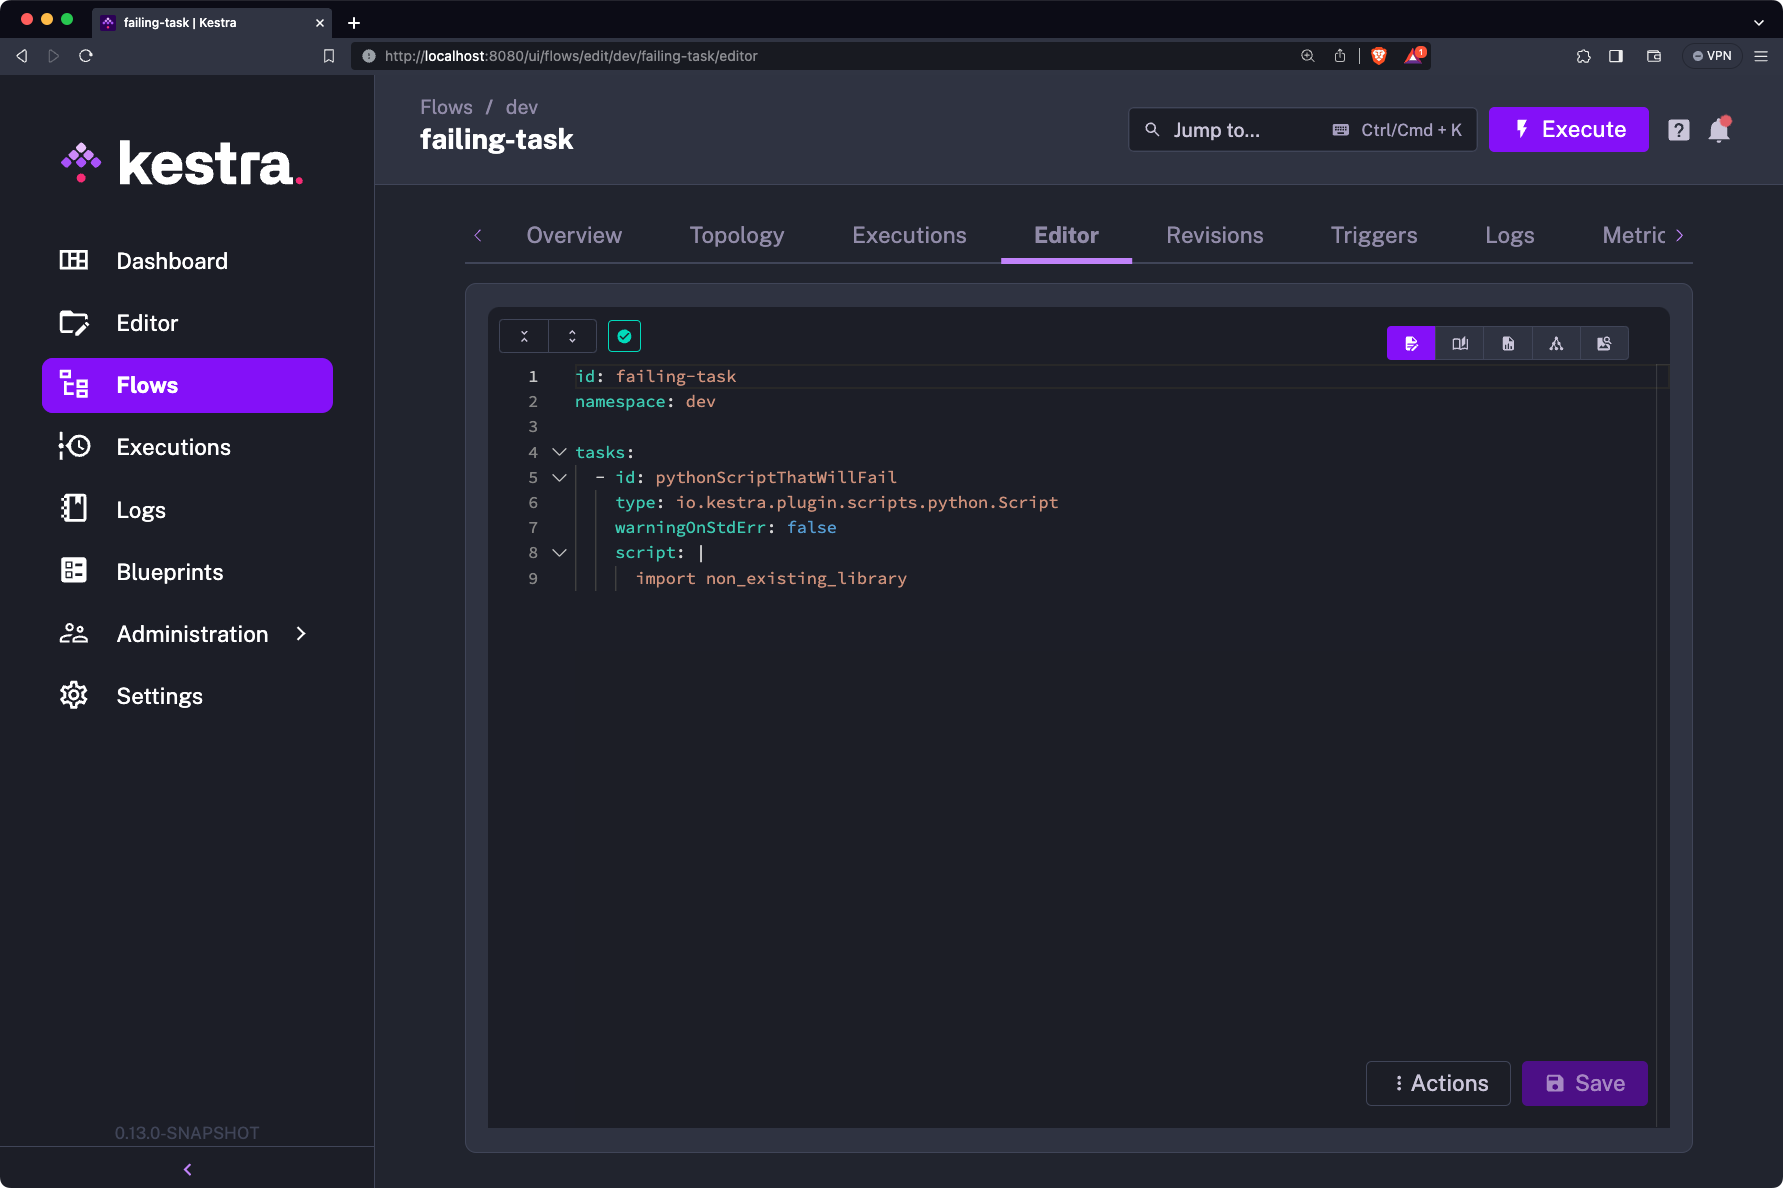 failing-task | Kestra
http://localhost:8080/ui/flows/edit/dev/failing-task/editor
1
VPN
kestra.
Dashboard
Editor
Flows
Executions
Logs
Blueprints
Administration
Settings
0.13.0-SNAPSHOT
Flows / dev
failing-task
Jump to...
Ctrl/Cmd + K
Execute
?
Overview
Topology
Executions
Editor
Revisions
Triggers
Logs
Metric
1 id: failing-task
2 namespace: dev
3
4 tasks:
5 - id: pythonScriptThatWillFail
6 type: io.kestra.plugin.scripts.python.Script
7 warningOnStdErr: false
8 script: |
9 import non_existing_library
Actions
Save